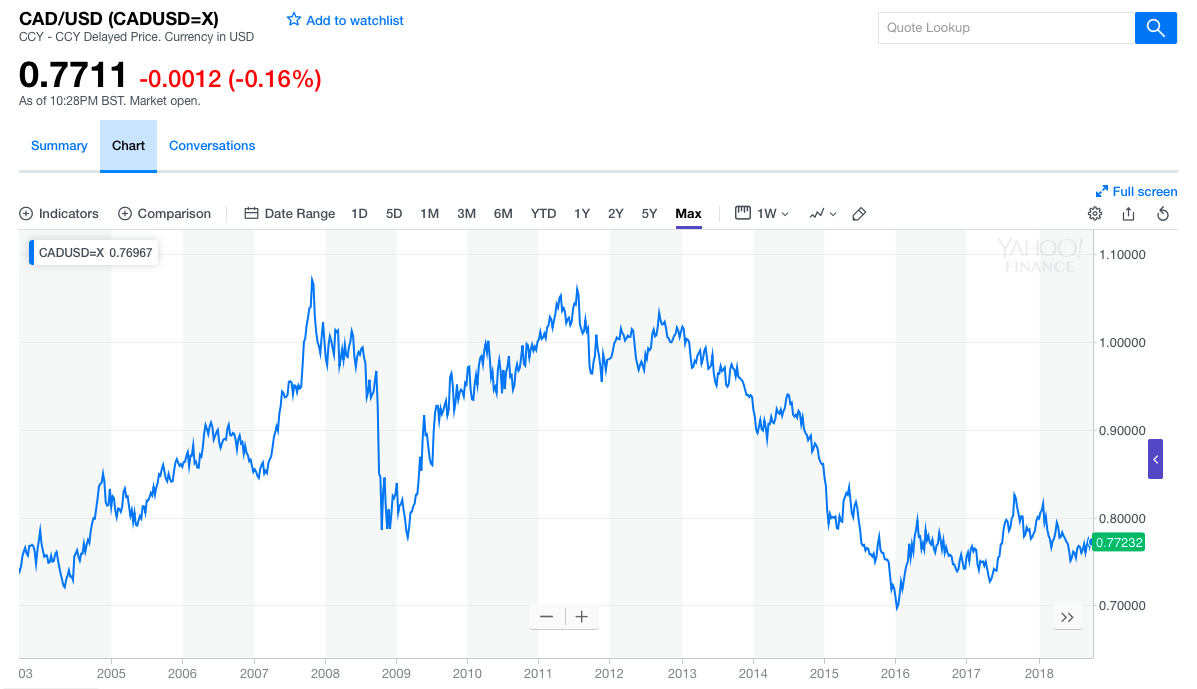 CAD/USD (CADUSD=X)
Add to watchlist
Quote Lookup
CCY - CCY Delayed Price. Currency in USD
0.7711 -0.0012 (-0.16%)
As of 10:28PM BST. Market open.
Summary Chart Conversations
Full screen
Indicators Comparison Date Range 1D 5D 1M 3M 6M YTD 1Y 2Y 5Y Max 1W
CADUSD=X 0.76967
YAHOO!
FINANCE
1.10000
1.00000
0.90000
0.80000
0.77232
0.70000
03 2005 2006 2007 2008 2009 2010 2011 2012 2013 2014 2015 2016 2017 2018